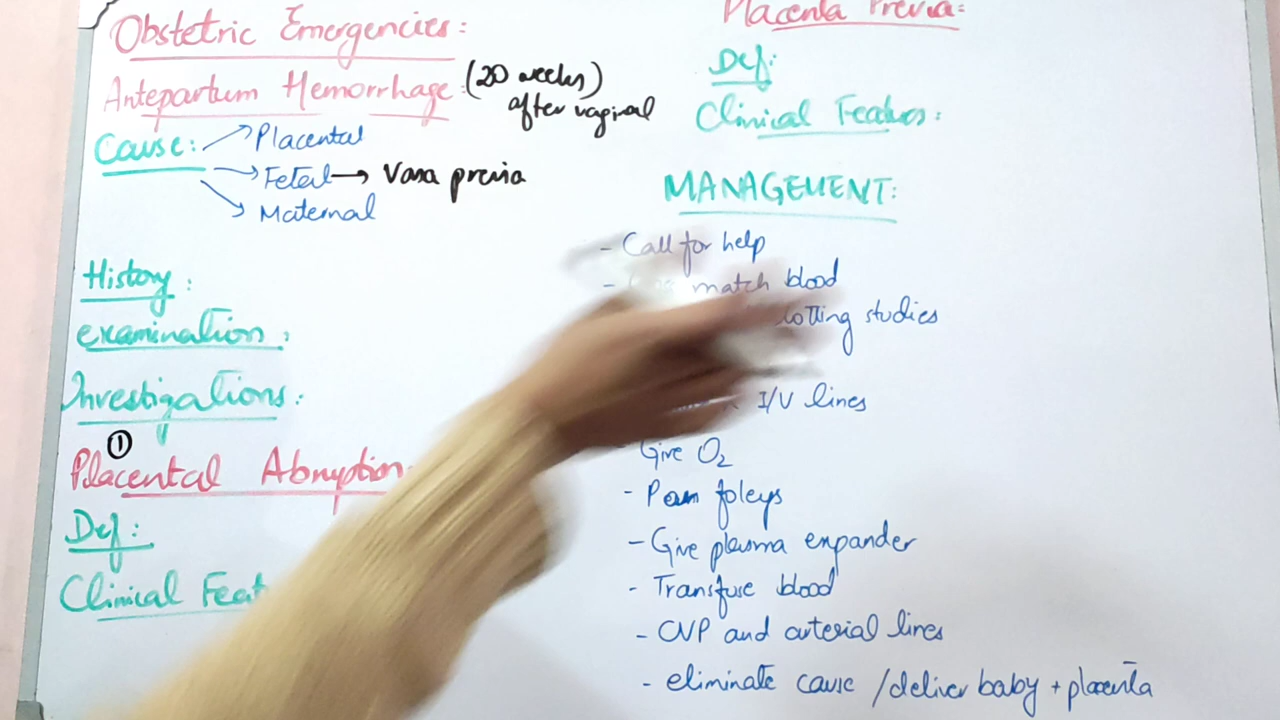 Obstetric Emergencies:
Antepartum Hemorrhage: (20 weeks)
after vaginal
Cause: Placental
Fetal → Vasa previa
Maternal
History:
examination:
Investigations:
①
Placental Abruption
Def:
Clinical Feat
Placenta Previa:
Def:
Clinical Features:
MANAGEMENT:
- Call for help
- match blood
clotting studies
I/V lines
Give O2
- Pass foleys
- Give plasma expander
- Transfuse blood
- CVP and arterial lines
- eliminate cause / deliver baby + placenta